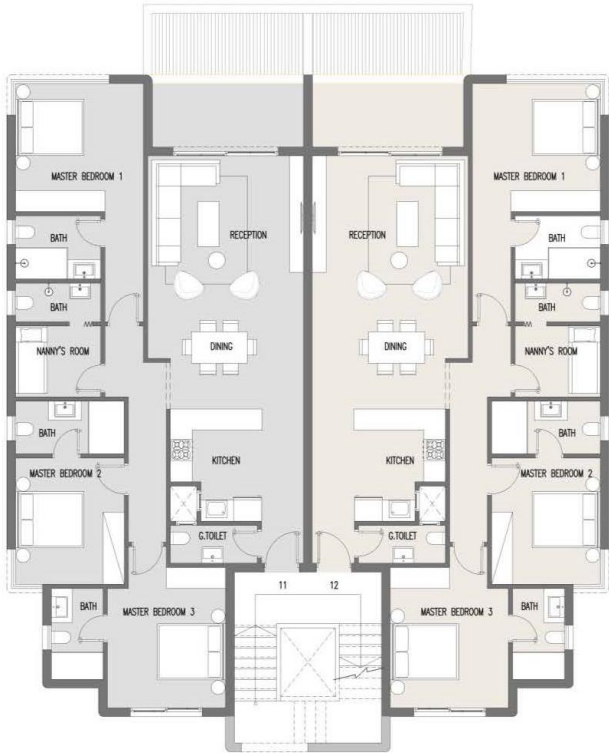 MASTER BEDROOM 1
MASTER BEDROOM 1
RECEPTION
RECEPTION
BATH
BATH
BATH
BATH
NANNY'S ROOM
DINING
DINING
NANNY'S ROOM
BATH
BATH
KITCHEN
KITCHEN
MASTER BEDROOM 2
MASTER BEDROOM 2
G.TOILET
G.TOILET
11
12
BATH
MASTER BEDROOM 3
MASTER BEDROOM 3
BATH